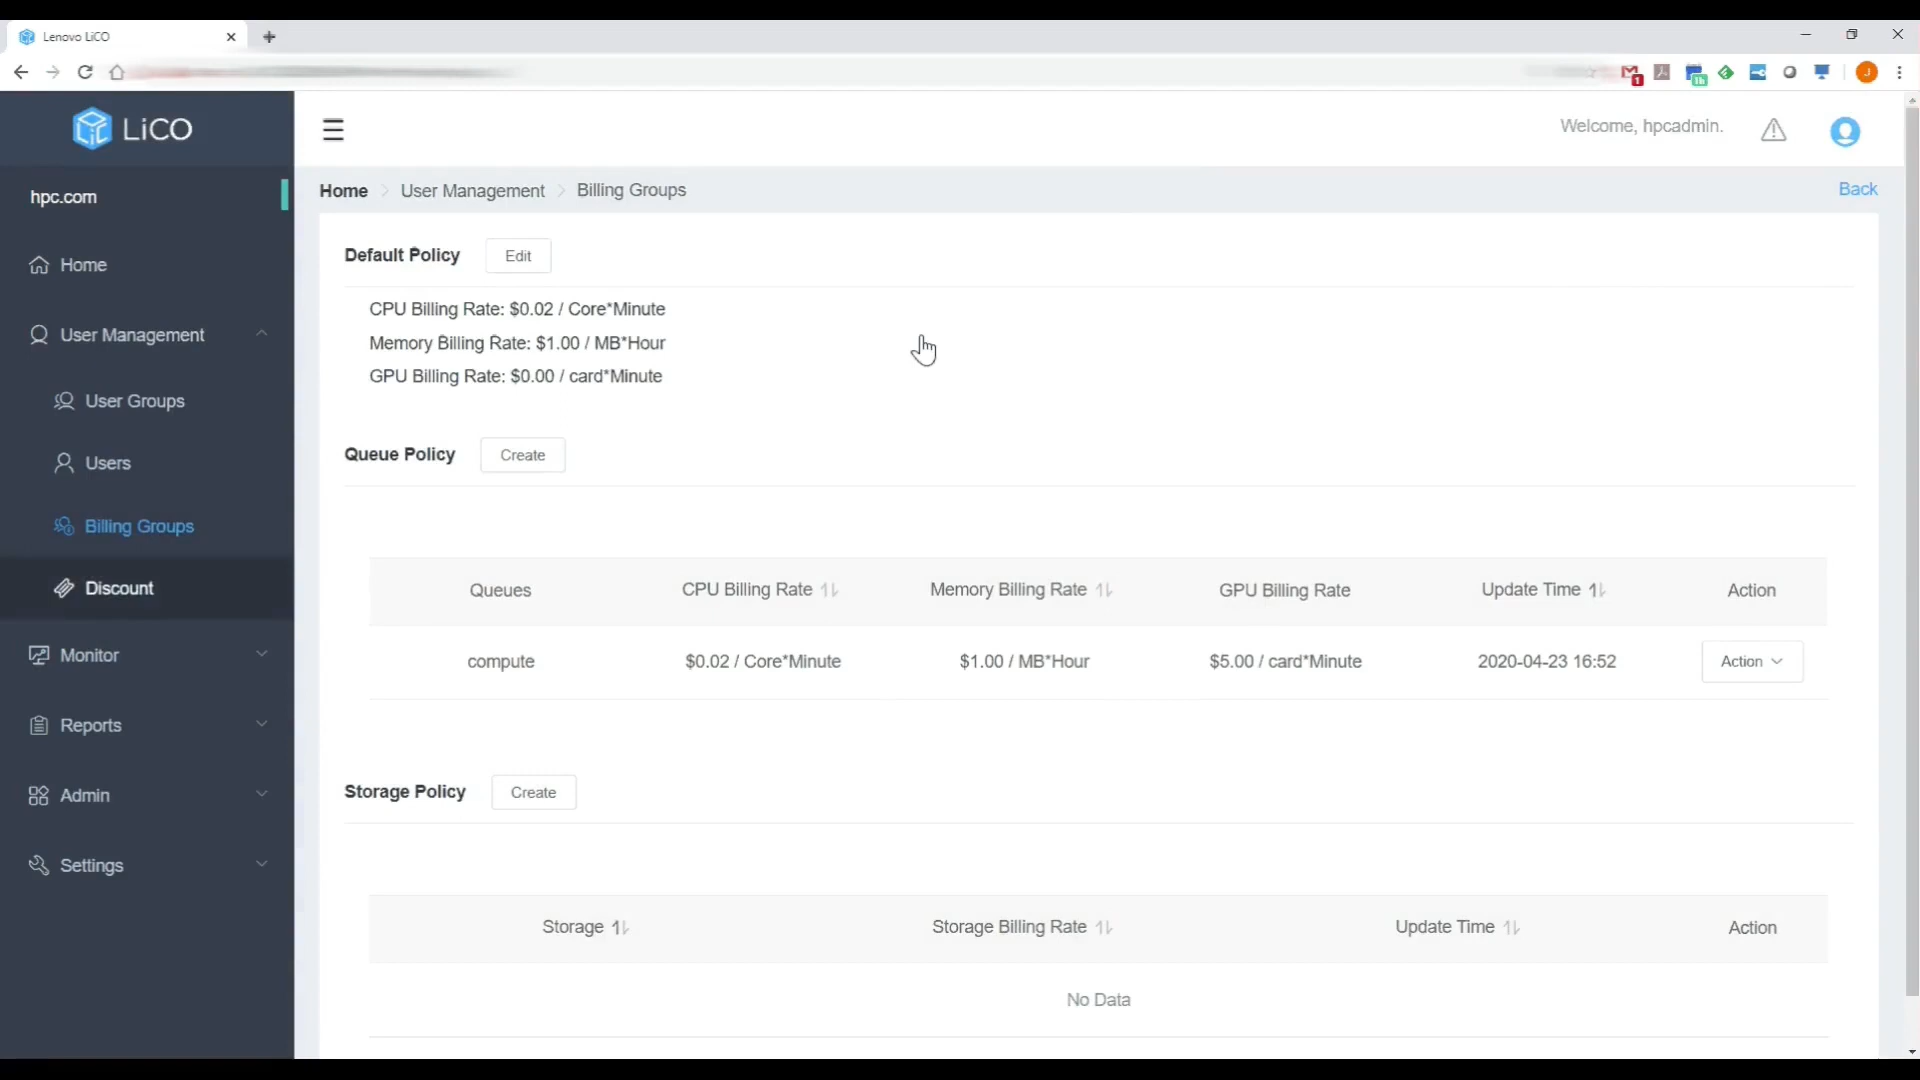 Lenovo LiCO
LiCO
Welcome, hpcadmin.
hpc.com
Home
User Management
User Groups
Users
Billing Groups
Discount
Monitor
Reports
Admin
Settings
Home User Management Billing Groups
Back
Default Policy Edit
CPU Billing Rate: $0.02 / Core*Minute
Memory Billing Rate: $1.00 / MB*Hour
GPU Billing Rate: $0.00 / card*Minute
Queue Policy Create
Queues CPU Billing Rate Memory Billing Rate GPU Billing Rate Update Time Action
compute $0.02 / Core*Minute $1.00 / MB*Hour $5.00 / card*Minute 2020-04-23 16:52 Action
Storage Policy Create
Storage Storage Billing Rate Update Time Action
No Data